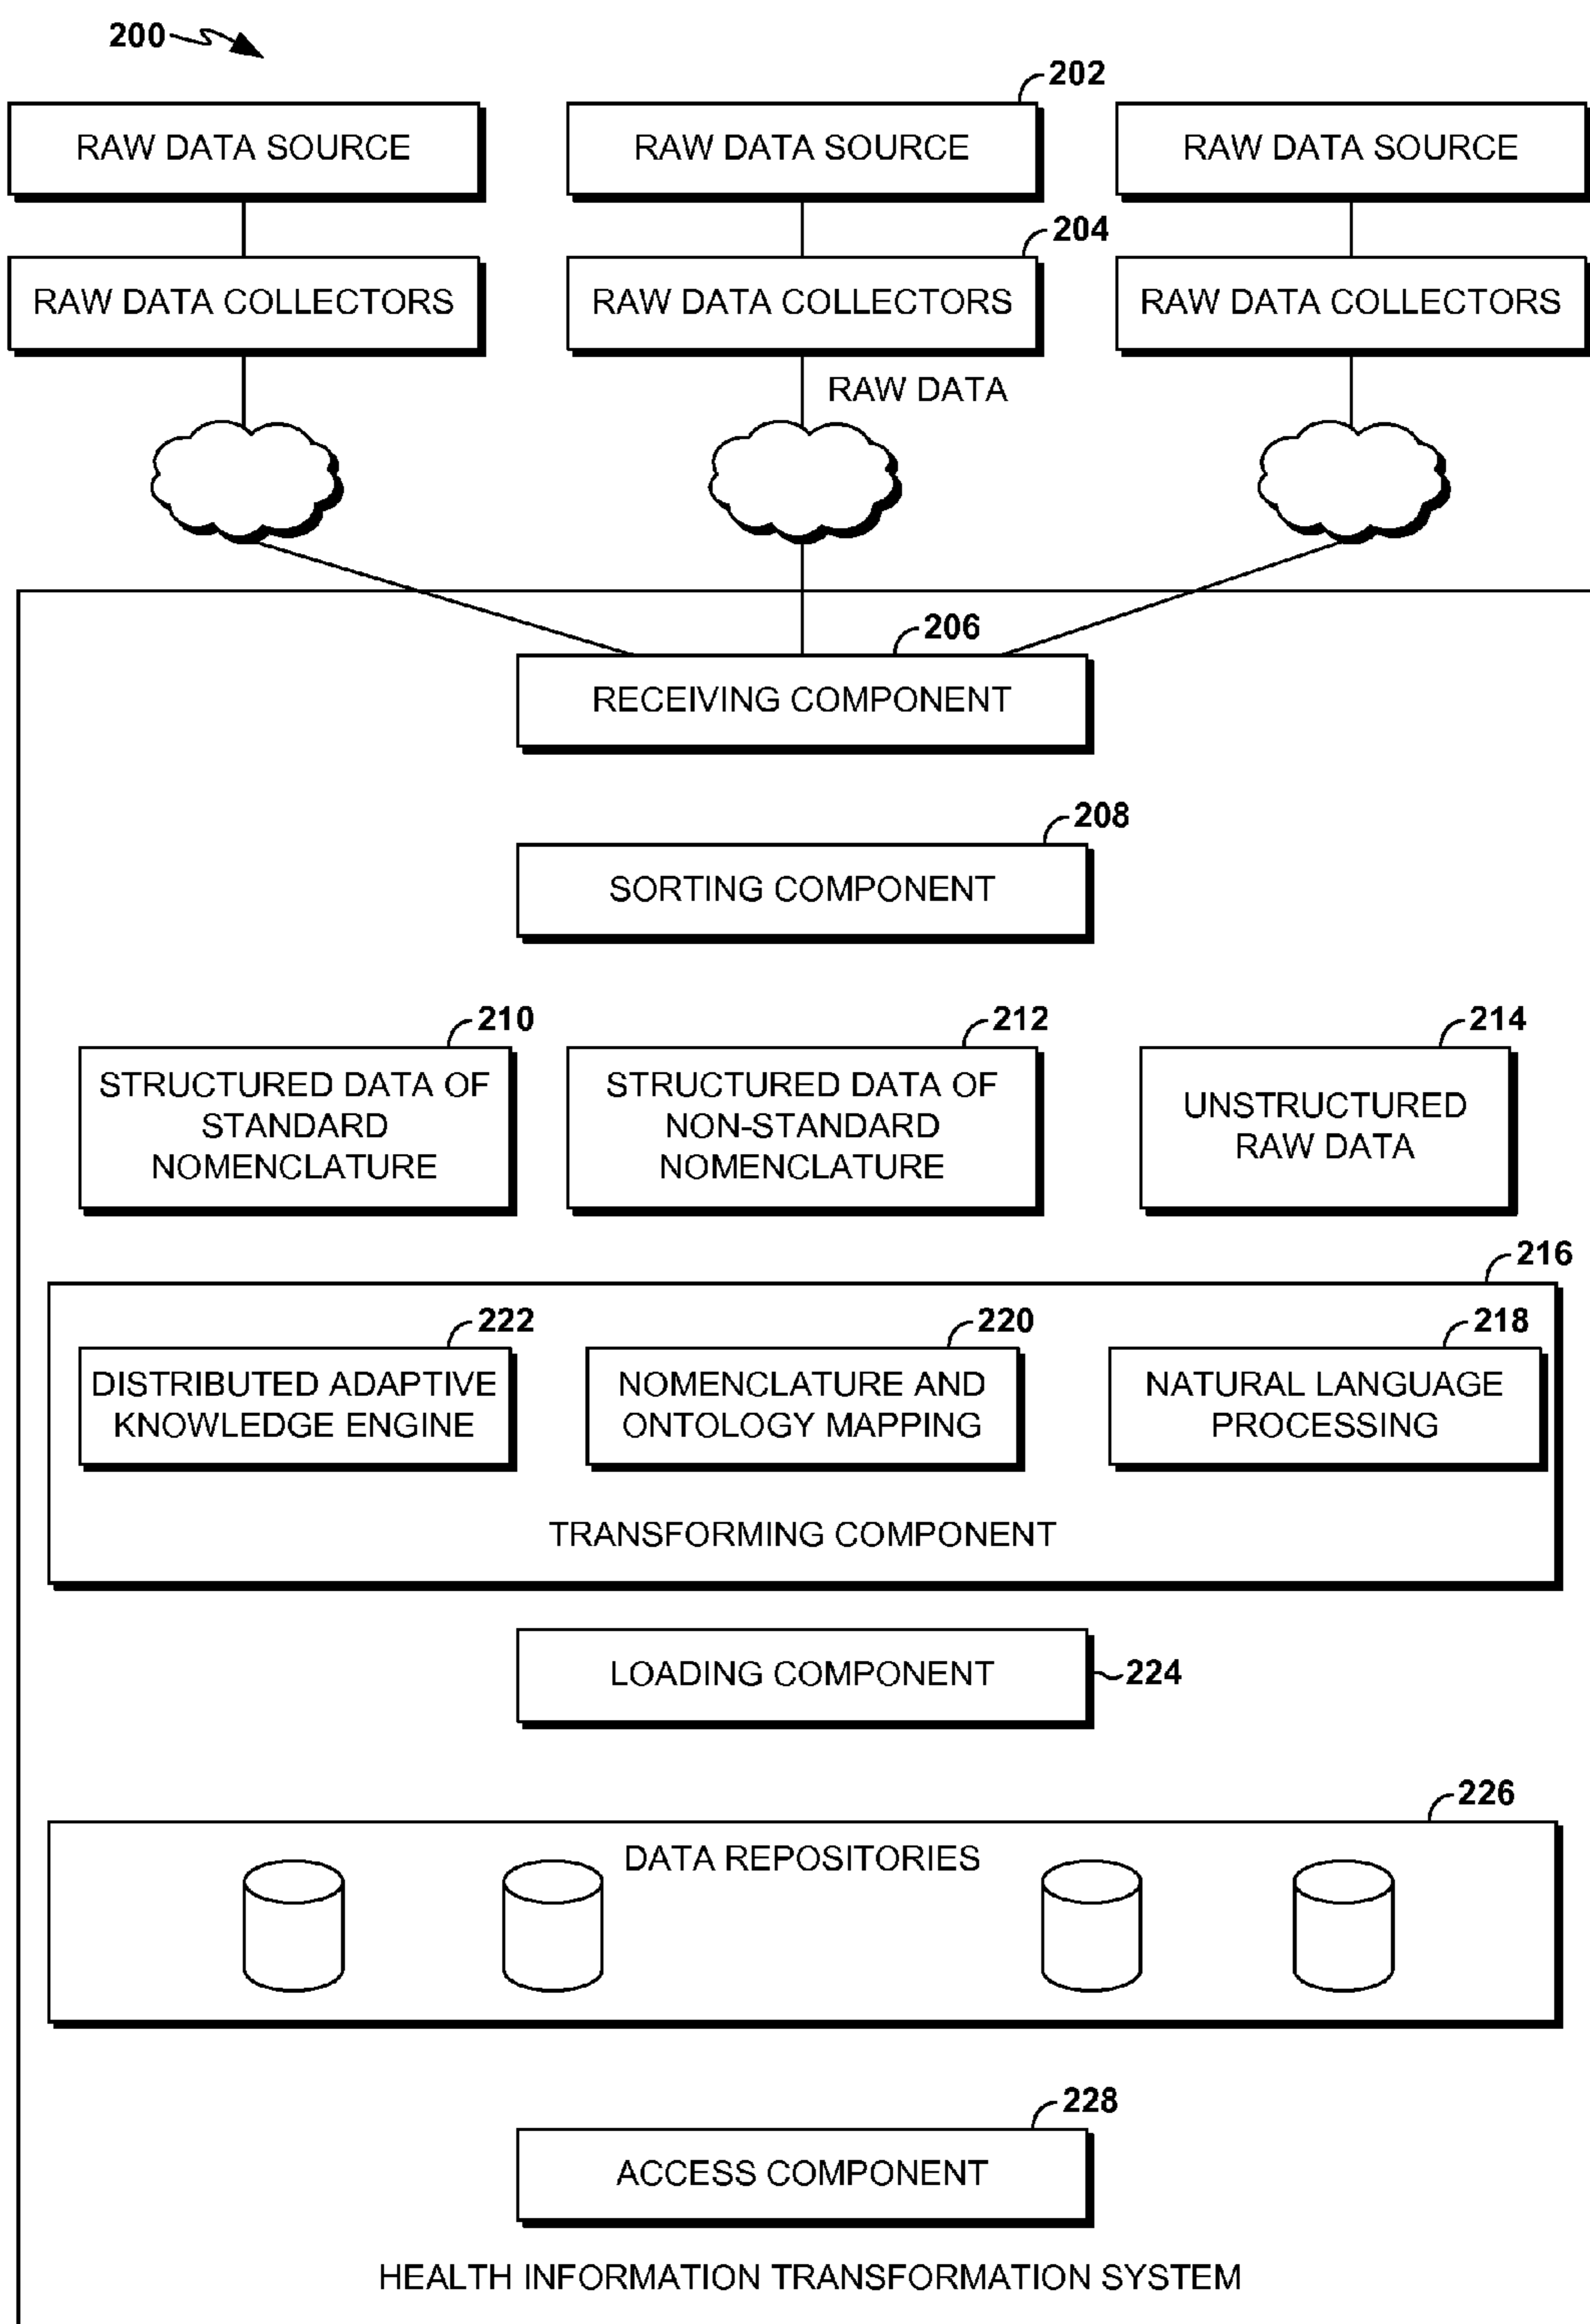 200
202
RAW DATA SOURCE
RAW DATA SOURCE
RAW DATA SOURCE
204
RAW DATA COLLECTORS
RAW DATA COLLECTORS
RAW DATA COLLECTORS
RAW DATA
206
RECEIVING COMPONENT
208
SORTING COMPONENT
210
STRUCTURED DATA OF
STANDARD
NOMENCLATURE
212
STRUCTURED DATA OF
NON-STANDARD
NOMENCLATURE
214
UNSTRUCTURED
RAW DATA
216
222
DISTRIBUTED ADAPTIVE
KNOWLEDGE ENGINE
220
NOMENCLATURE AND
ONTOLOGY MAPPING
218
NATURAL LANGUAGE
PROCESSING
TRANSFORMING COMPONENT
LOADING COMPONENT
224
226
DATA REPOSITORIES
228
ACCESS COMPONENT
HEALTH INFORMATION TRANSFORMATION SYSTEM